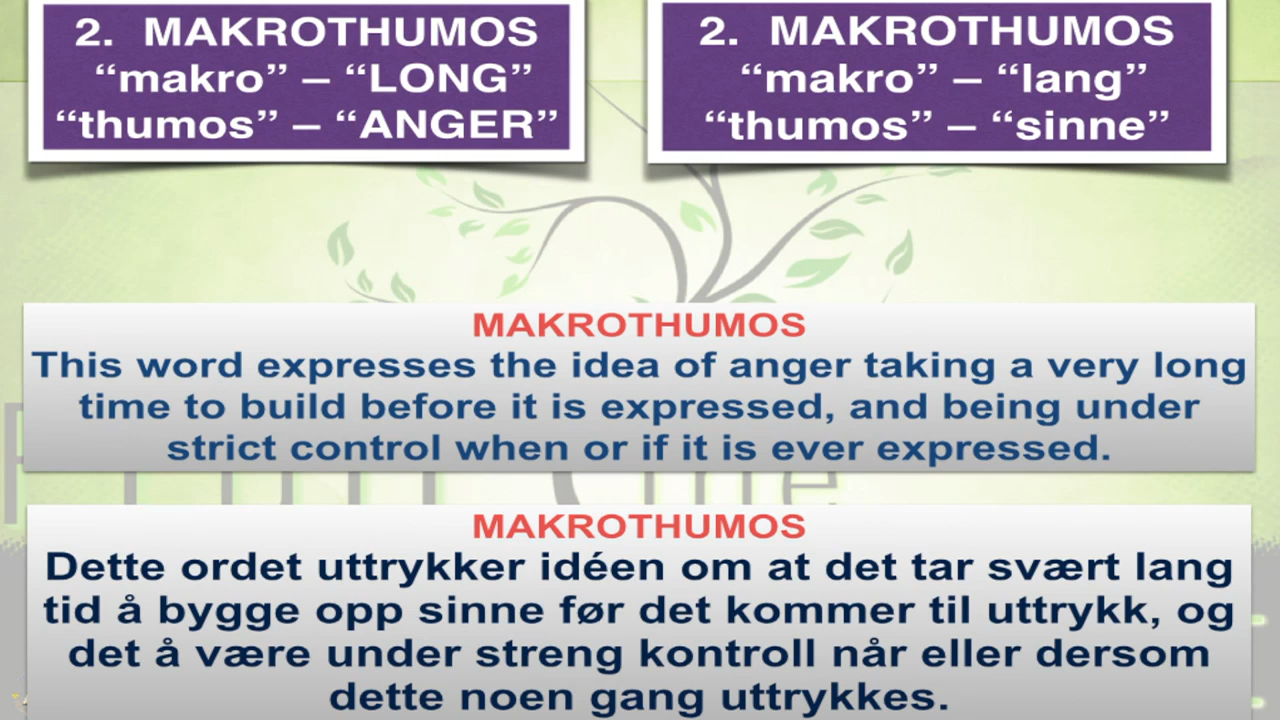 2. MAKROTHUMOS
“makro” – “LONG”
“thumos” – “ANGER”
2. MAKROTHUMOS
“makro” – “lang”
“thumos” – “sinne”
MAKROTHUMOS
This word expresses the idea of anger taking a very long
time to build before it is expressed, and being under
strict control when or if it is ever expressed.
MAKROTHUMOS
Dette ordet uttrykker idéen om at det tar svært lang
tid å bygge opp sinne før det kommer til uttrykk, og
det å være under streng kontroll når eller dersom
dette noen gang uttrykkes.